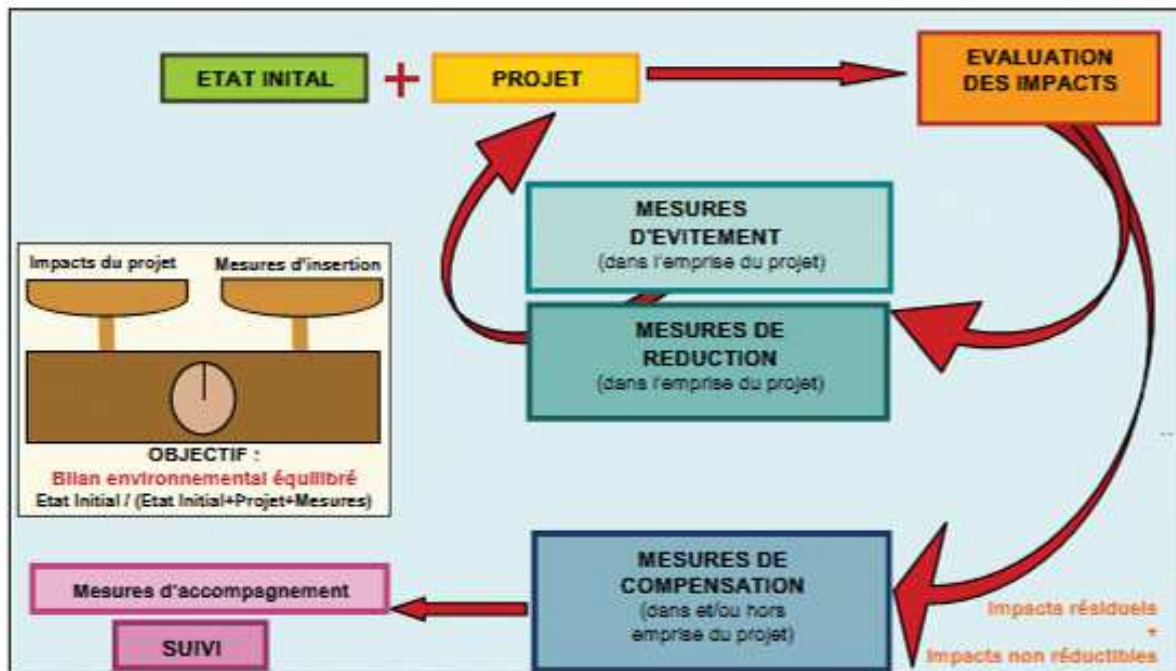 ETAT INITAL
+
PROJET
EVALUATION
DES IMPACTS
MESURES
D'EVITEMENT
(dans l'emprise du projet)
MESURES DE
REDUCTION
(dans l'emprise du projet)
Impacts du projet
Mesures d'insertion
OBJECTIF :
Bilan environnemental équilibré
Etat Initial / (Etat Initial+Projet+Mesures)
MESURES DE
COMPENSATION
(dans et/ou hors
emprise du projet)
Mesures d'accompagnement
SUIVI
Impacts résiduels
+
Impacts non réductibles